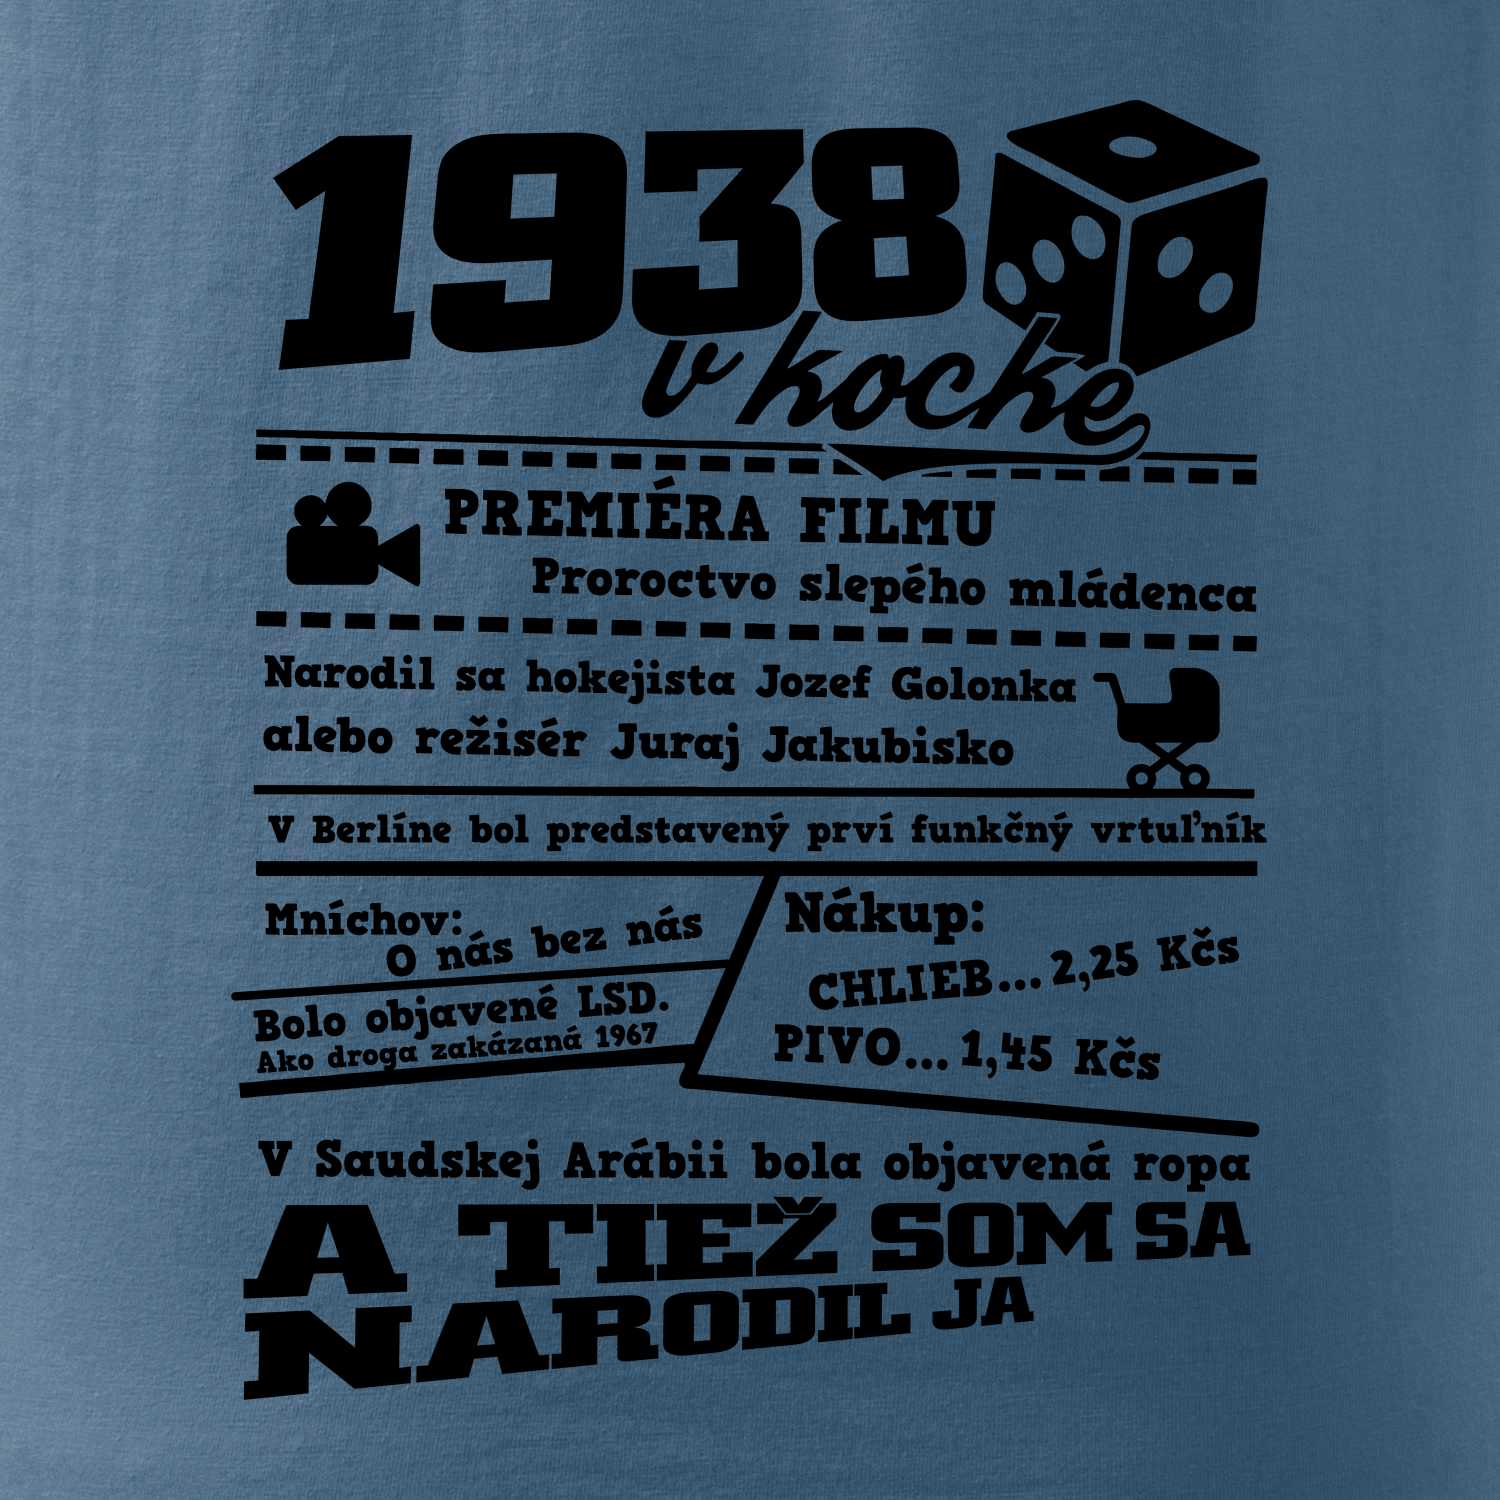 1938
v kocke
PREMIÉRA FILMU
Proroctvo slepého mládenca
Narodil sa hokejista Jozef Golonka
alebo režisér Juraj Jakubisko
V Berlíne bol predstavený prví funkčný vrtuľník
Mníchov:
O nás bez nás
Bolo objavené LSD.
Ako droga zakázaná 1967
Nákup:
CHLIEB...2,25 Kčs
PIVO...1,45 Kčs
V Saudskej Arábii bola objavená ropa
A TIEŽ SOM SA
NARODIL JA